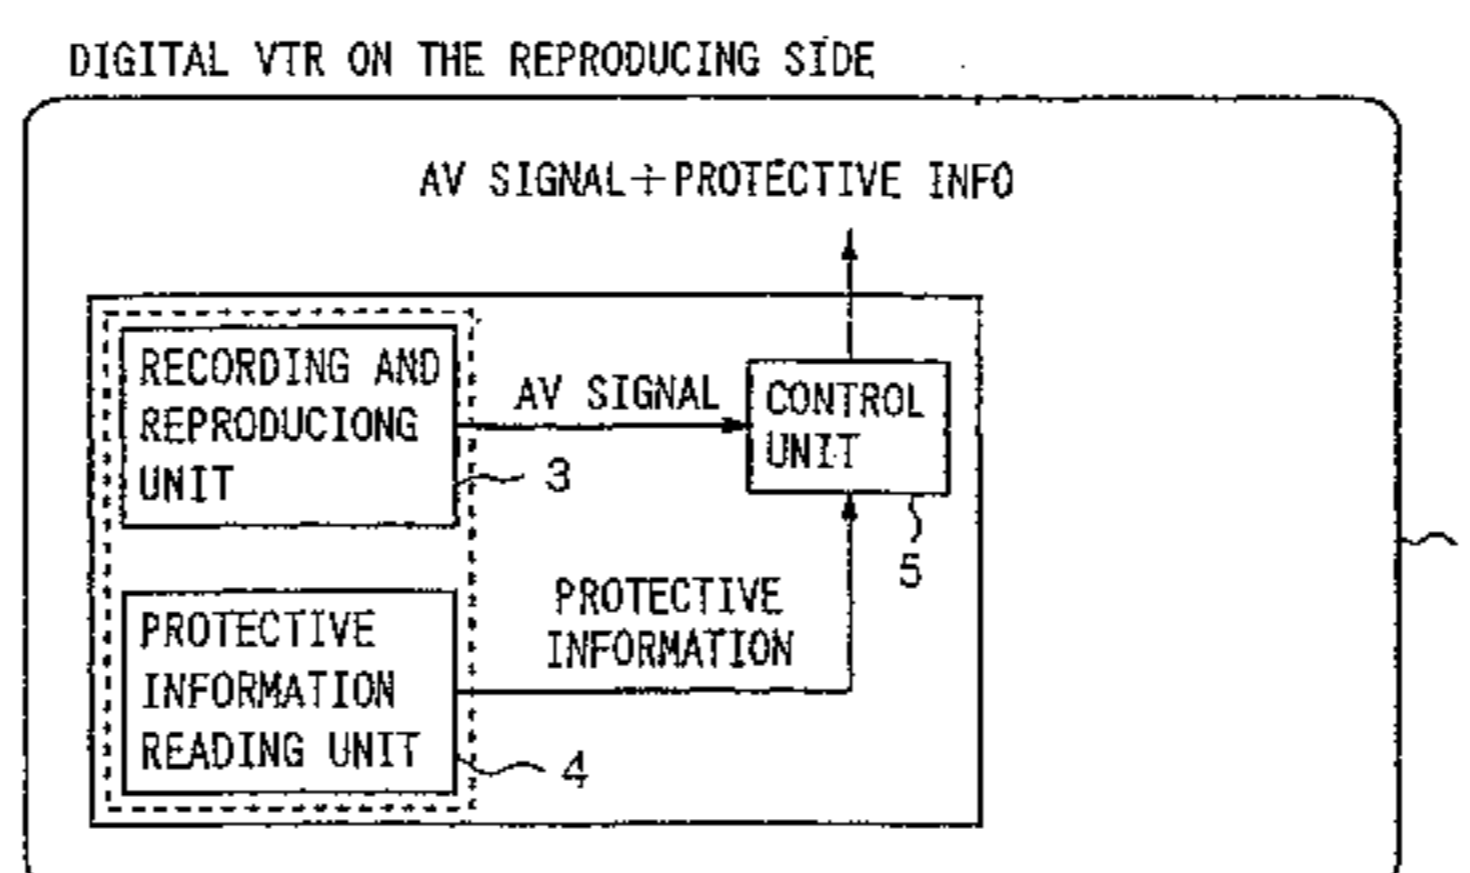 DIGITAL VTR ON THE REPRODUCING SIDE
AV SIGNAL+PROTECTIVE INFO
RECORDING AND
REPRODUCIONG
UNIT
3
AV SIGNAL
CONTROL
UNIT
5
PROTECTIVE
INFORMATION
PROTECTIVE
INFORMATION
READING UNIT
4